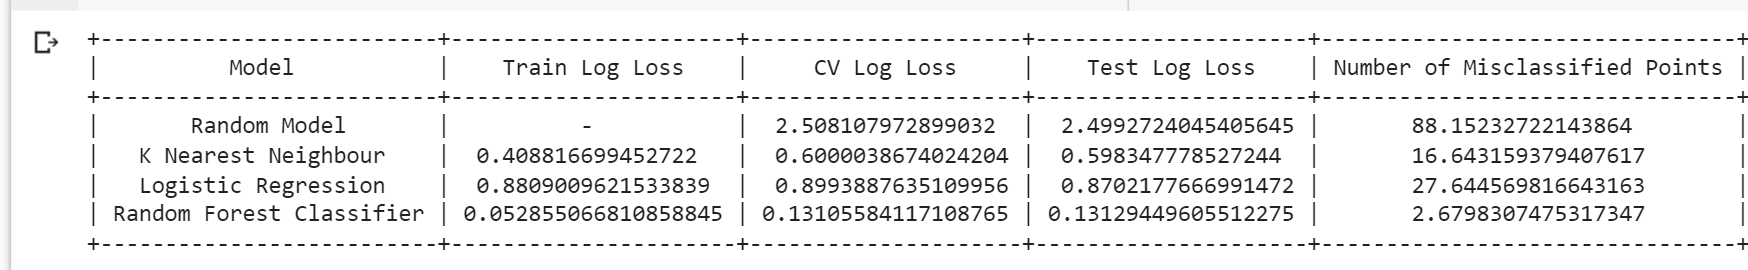 +--------------------------+---------------------+---------------------+---------------------+--------------------------------+
| Model | Train Log Loss | CV Log Loss | Test Log Loss | Number of Misclassified Points |
+--------------------------+---------------------+---------------------+---------------------+--------------------------------+
| Random Model | - | 2.508107972899032 | 2.4992724045405645 | 88.15232722143864 |
| K Nearest Neighbour | 0.408816699452722 | 0.6000038674024204 | 0.598347778527244 | 16.643159379407617 |
| Logistic Regression | 0.8809009621533839 | 0.8993887635109956 | 0.8702177666991472 | 27.644569816643163 |
| Random Forest Classifier | 0.052855066810858845 | 0.13105584117108765 | 0.13129449605512275 | 2.6798307475317347 |
+--------------------------+---------------------+---------------------+---------------------+--------------------------------+